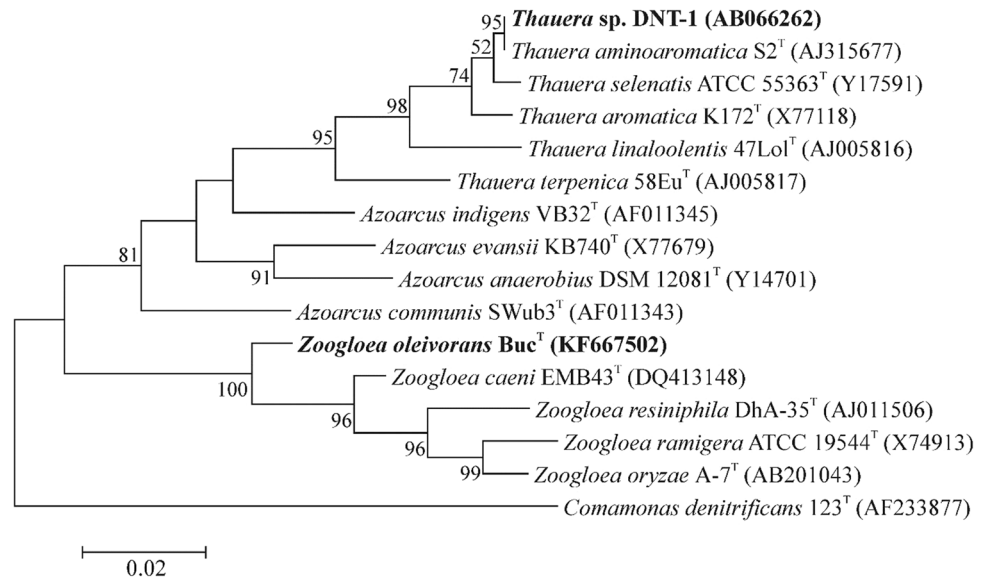 95 Thauera sp. DNT-1 (AB066262)
52 Thauera aminoaromatica S2ᵀ (AJ315677)
74 Thauera selenatis ATCC 55363ᵀ (Y17591)
98 Thauera aromatica K172ᵀ (X77118)
95 Thauera linaloolentis 47Lolᵀ (AJ005816)
Thauera terpenica 58Euᵀ (AJ005817)
Azoarcus indigens VB32ᵀ (AF011345)
81 Azoarcus evansii KB740ᵀ (X77679)
91 Azoarcus anaerobius DSM 12081ᵀ (Y14701)
Azoarcus communis SWub3ᵀ (AF011343)
Zoogloea oleivorans Bucᵀ (KF667502)
100 Zoogloea caeni EMB43ᵀ (DQ413148)
96 Zoogloea resiniphila DhA-35ᵀ (AJ011506)
96 Zoogloea ramigera ATCC 19544ᵀ (X74913)
99 Zoogloea oryzae A-7ᵀ (AB201043)
Comamonas denitrificans 123ᵀ (AF233877)
0.02